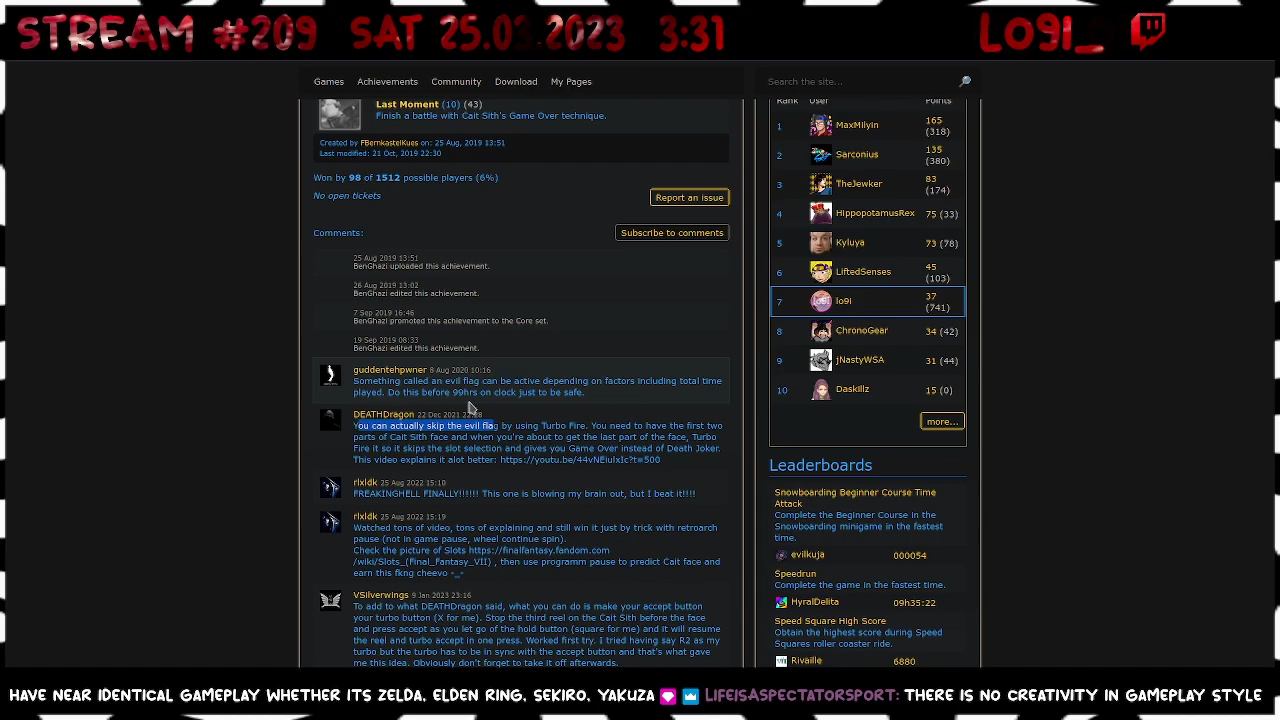 STREAM #209 SAT 25.03.2023 3:31 LO9I_
Games Achievements Community Download My Pages
Search the site...
Last Moment (10) (43)
Finish a battle with Cait Sith's Game Over technique.
Created by FBernkastelKues on: 25 Aug, 2019 13:51
Last modified: 21 Oct, 2019 22:30
Won by 98 of 1512 possible players (6%)
No open tickets
Report an issue
Comments:
Subscribe to comments
25 Aug 2019 13:51
BenGhazi uploaded this achievement.
26 Aug 2019 13:02
BenGhazi edited this achievement.
7 Sep 2019 16:46
BenGhazi promoted this achievement to the Core set.
19 Sep 2019 08:33
BenGhazi edited this achievement.
guddentehpwner 8 Aug 2020 10:16
Something called an evil flag can be active depending on factors including total time
played. Do this before 99hrs on clock just to be safe.
DEATHDragon 22 Dec 2021 22:28
You can actually skip the evil flag by using Turbo Fire. You need to have the first two
parts of Cait Sith face and when you're about to get the last part of the face, Turbo
Fire it so it skips the slot selection and gives you Game Over instead of Death Joker.
This video explains it alot better:
rlxldk 25 Aug 2022 15:10
FREAKINGHELL FINALLY!!!!!! This one is blowing my brain out, but I beat it!!!!
rlxldk 25 Aug 2022 15:19
Watched tons of video, tons of explaining and still win it just by trick with retroarch
pause (not in game pause, wheel continue spin).
Check the picture of Slots https://finalfantasy.fandom.com
/wiki/Slots_(Final_Fantasy_VII) , then use programm pause to predict Cait face and
earn this fkng cheevo -_-
VSilverwings 9 Jan 2023 23:16
To add to what DEATHDragon said, what you can do is make your accept button
your turbo button (X for me). Stop the third reel on the Cait Sith before the face
and press accept as you let go of the hold button (square for me) and it will resume
the reel and turbo accept in one press. Worked first try. I tried having say R2 as my
turbo but the turbo has to be in sync with the accept button and that's what gave
me this idea. Obviously don't forget to take it off afterwards.
Rank User Points
1 MaxMilyin 165 (318)
2 Sarconius 135 (380)
3 TheJewker 83 (174)
4 HippopotamusRex 75 (33)
5 Kyluya 73 (78)
6 LiftedSenses 45 (103)
7 lo9i 37 (741)
8 ChronoGear 34 (42)
9 jNastyWSA 31 (44)
10 Daskillz 15 (0)
more...
Leaderboards
Snowboarding Beginner Course Time
Attack
Complete the Beginner Course in the
Snowboarding minigame in the fastest
time.
evilkuja 000054
Speedrun
Complete the game in the fastest time.
HyralDelita 09h35:22
Speed Square High Score
Obtain the highest score during Speed
Squares roller coaster ride.
Rivaille 6880
HAVE NEAR IDENTICAL GAMEPLAY WHETHER ITS ZELDA, ELDEN RING, SEKIRO, YAKUZA LIFEISASPECTATORSPORT: THERE IS NO CREATIVITY IN GAMEPLAY STYLE